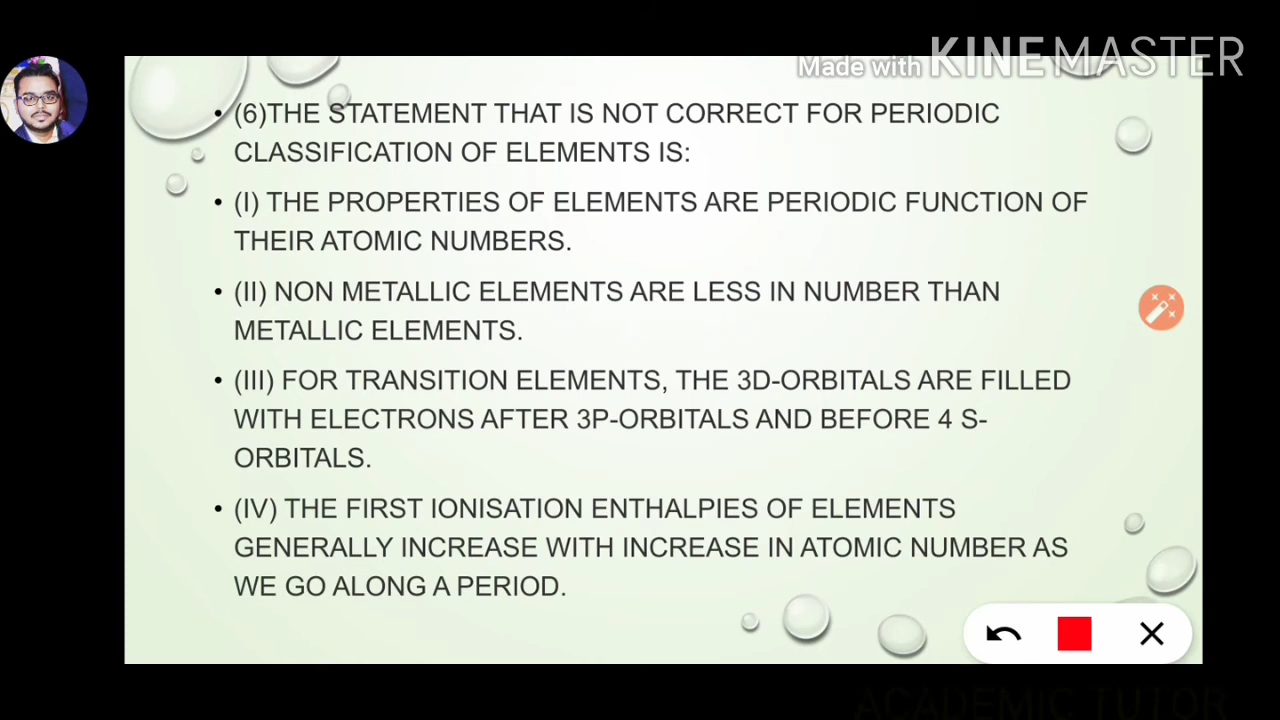 Made with KINEMASTER
• (6)THE STATEMENT THAT IS NOT CORRECT FOR PERIODIC
CLASSIFICATION OF ELEMENTS IS:
• (I) THE PROPERTIES OF ELEMENTS ARE PERIODIC FUNCTION OF
THEIR ATOMIC NUMBERS.
• (II) NON METALLIC ELEMENTS ARE LESS IN NUMBER THAN
METALLIC ELEMENTS.
• (III) FOR TRANSITION ELEMENTS, THE 3D-ORBITALS ARE FILLED
WITH ELECTRONS AFTER 3P-ORBITALS AND BEFORE 4 S-
ORBITALS.
• (IV) THE FIRST IONISATION ENTHALPIES OF ELEMENTS
GENERALLY INCREASE WITH INCREASE IN ATOMIC NUMBER AS
WE GO ALONG A PERIOD.
ACADEMIC TUTOR